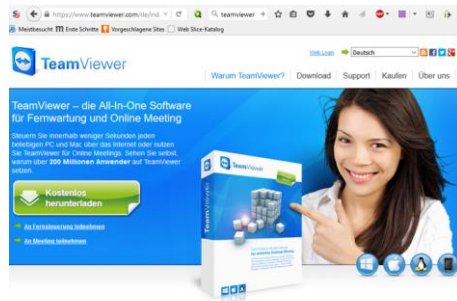 https://www.teamviewer.com/de/ind
teamviewer
Meistbesucht Erste Schritte Vorgeschlagene Sites Web Slice-Katalog
Web Login Deutsch
TeamViewer
Warum TeamViewer? Download Support Kaufen Über uns
TeamViewer – die All-In-One Software
für Fernwartung und Online Meeting
Steuern Sie innerhalb weniger Sekunden jeden
beliebigen PC und Mac über das Internet oder nutzen
Sie TeamViewer für Online Meetings. Sehen Sie selbst,
warum über 200 Millionen Anwender auf TeamViewer
setzen.
Kostenlos
herunterladen
An Fernsteuerung teilnehmen
An Meeting teilnehmen
TeamViewer
TeamViewer